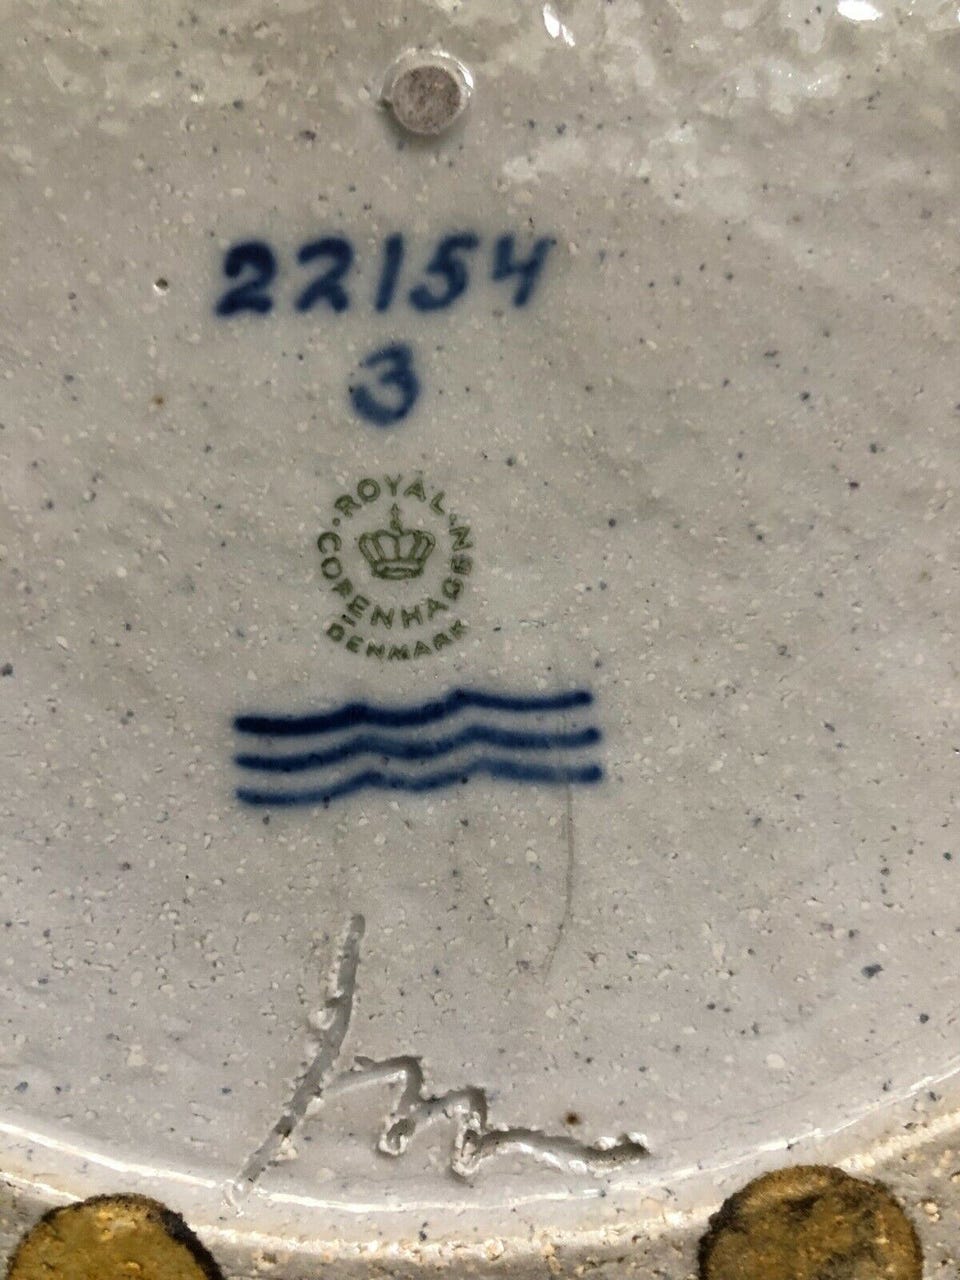 22154
3
ROYAL COPENHAGEN
DENMARK